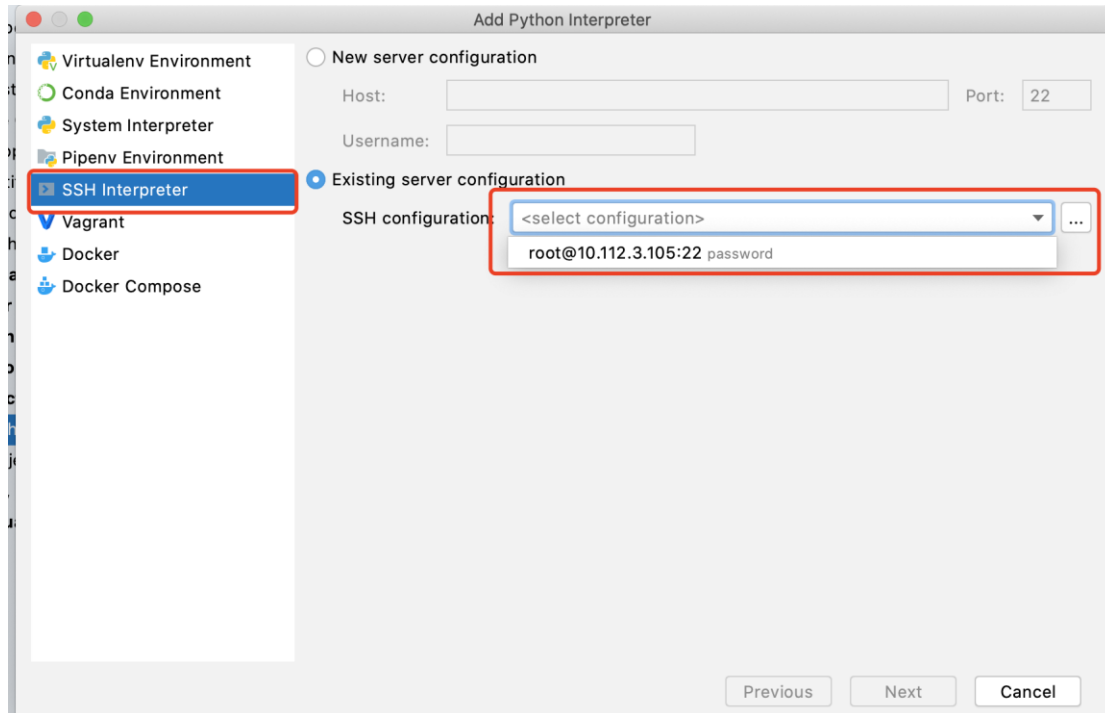 Add Python Interpreter
Virtualenv Environment
Conda Environment
System Interpreter
Pipenv Environment
SSH Interpreter
Vagrant
Docker
Docker Compose
New server configuration
Host:
Port: 22
Username:
Existing server configuration
SSH configuration: <select configuration>
...
root@10.112.3.105:22 password
Previous
Next
Cancel